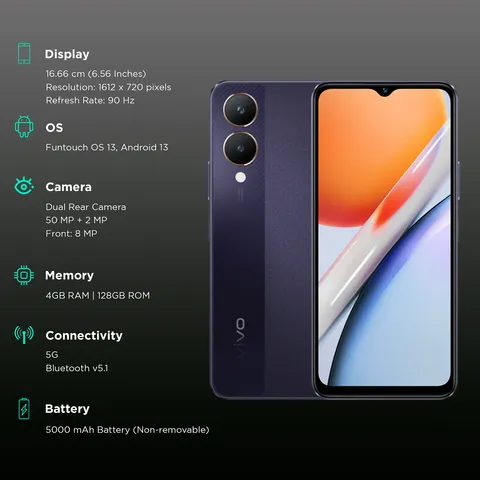 Display
16.66 cm (6.56 Inches)
Resolution: 1612 x 720 pixels
Refresh Rate: 90 Hz
OS
Funtouch OS 13, Android 13
Camera
Dual Rear Camera
50 MP + 2 MP
Front: 8 MP
Memory
4GB RAM | 128GB ROM
Connectivity
5G
Bluetooth v5.1
Battery
5000 mAh Battery (Non-removable)
vivo